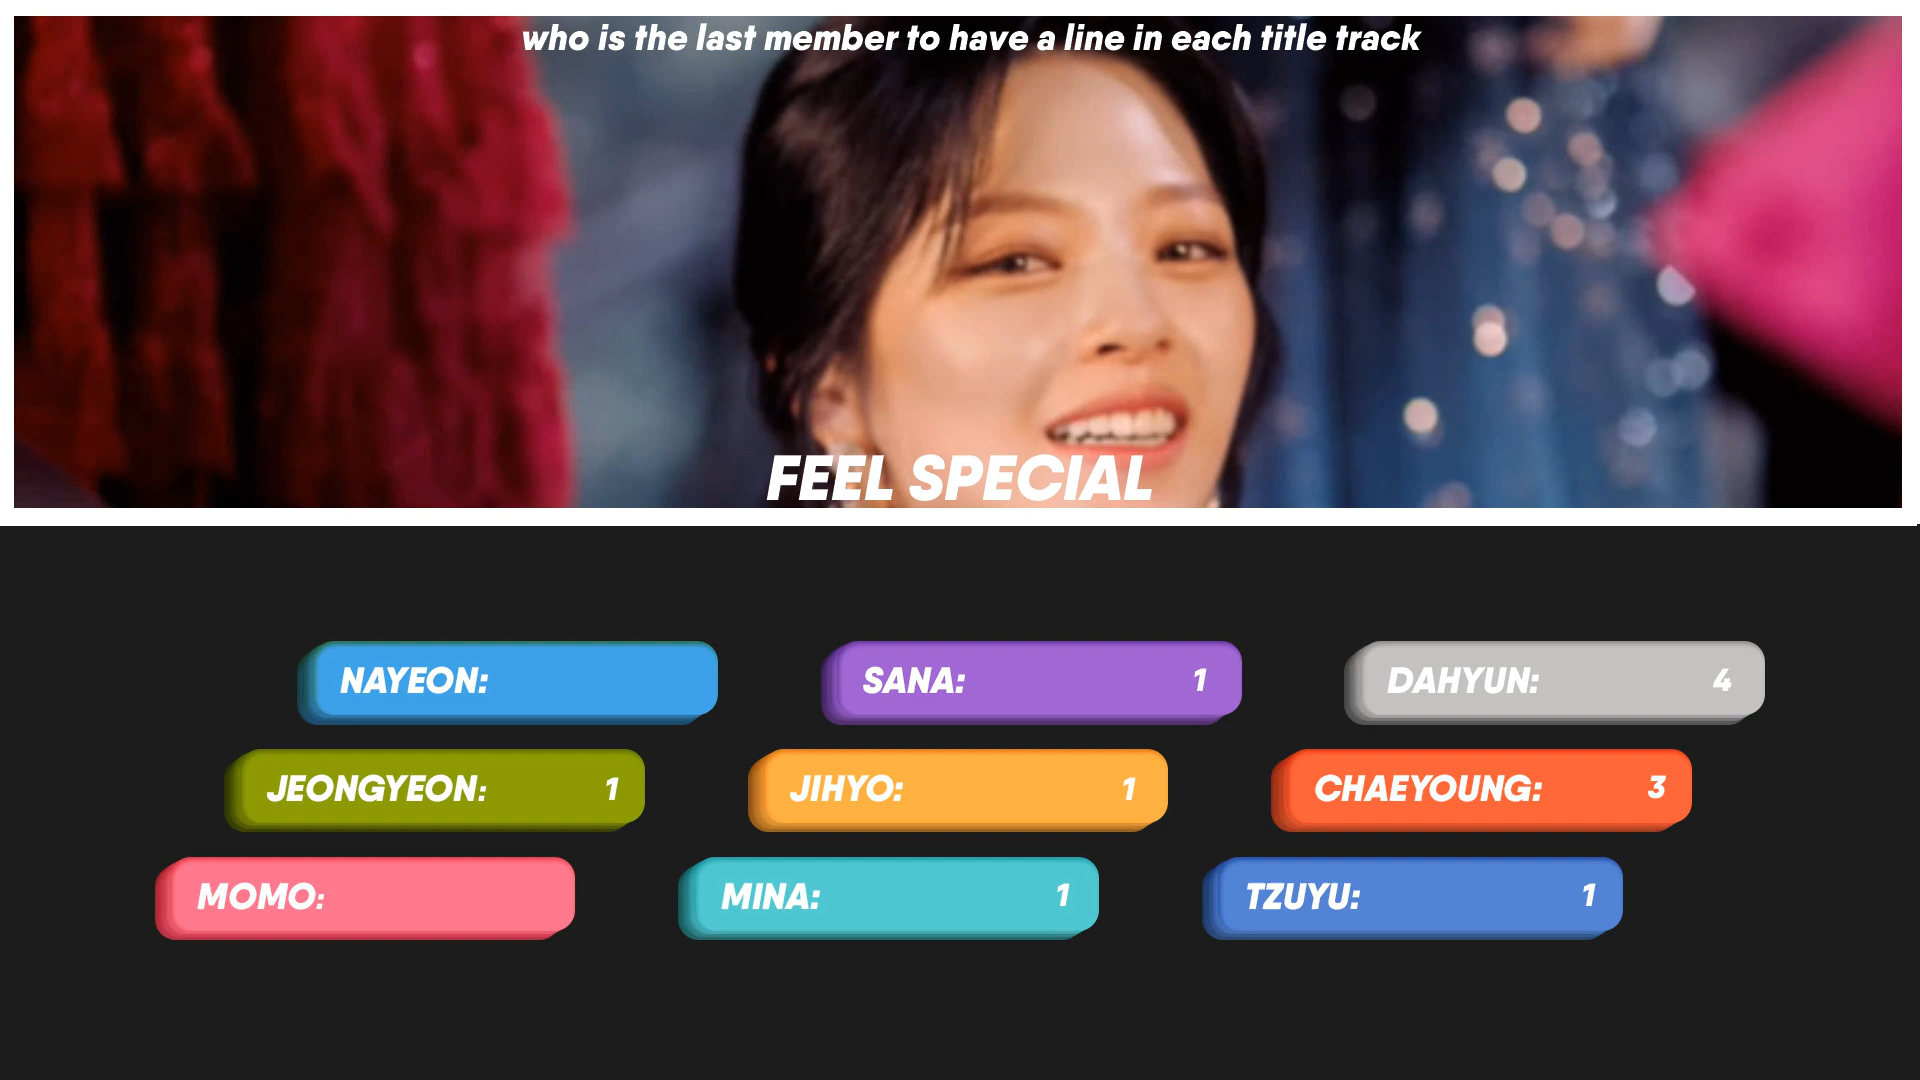 who is the last member to have a line in each title track
FEEL SPECIAL
NAYEON:
SANA: 1
DAHYUN: 4
JEONGYEON: 1
JIHYO: 1
CHAEYOUNG: 3
MOMO:
MINA: 1
TZUYU: 1